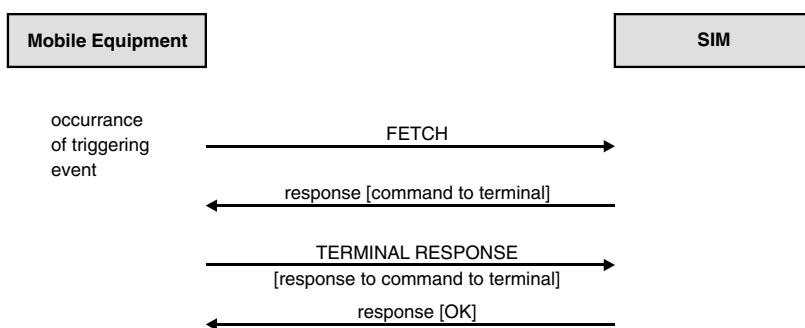 Mobile Equipment
SIM
occurrance
of triggering
event
FETCH
response [command to terminal]
TERMINAL RESPONSE
[response to command to terminal]
response [OK]